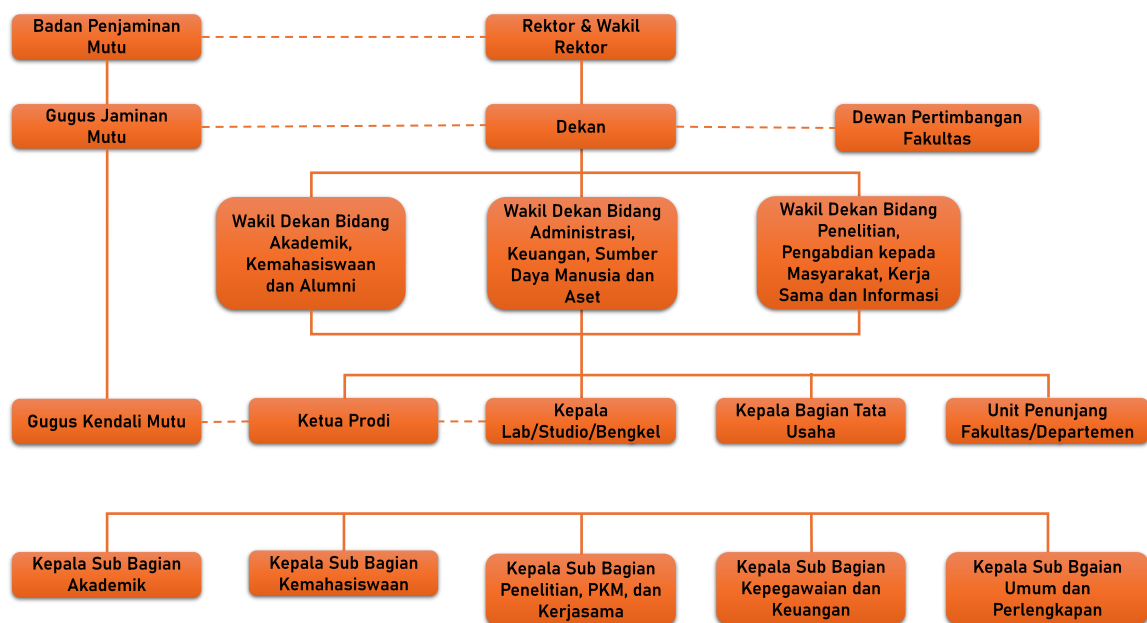 Badan Penjaminan
Mutu
Rektor & Wakil
Rektor
Gugus Jaminan
Mutu
Dekan
Dewan Pertimbangan
Fakultas
Wakil Dekan Bidang
Akademik,
Kemahasiswaan
dan Alumni
Wakil Dekan Bidang
Administrasi,
Keuangan, Sumber
Daya Manusia dan
Aset
Wakil Dekan Bidang
Penelitian,
Pengabdian kepada
Masyarakat, Kerja
Sama dan Informasi
Gugus Kendali Mutu
Ketua Prodi
Kepala
Lab/Studio/Bengkel
Kepala Bagian Tata
Usaha
Unit Penunjang
Fakultas/Departemen
Kepala Sub Bagian
Akademik
Kepala Sub Bagian
Kemahasiswaan
Kepala Sub Bagian
Penelitian, PKM, dan
Kerjasama
Kepala Sub Bagian
Kepegawaian dan
Keuangan
Kepala Sub Bgaian
Umum dan
Perlengkapan